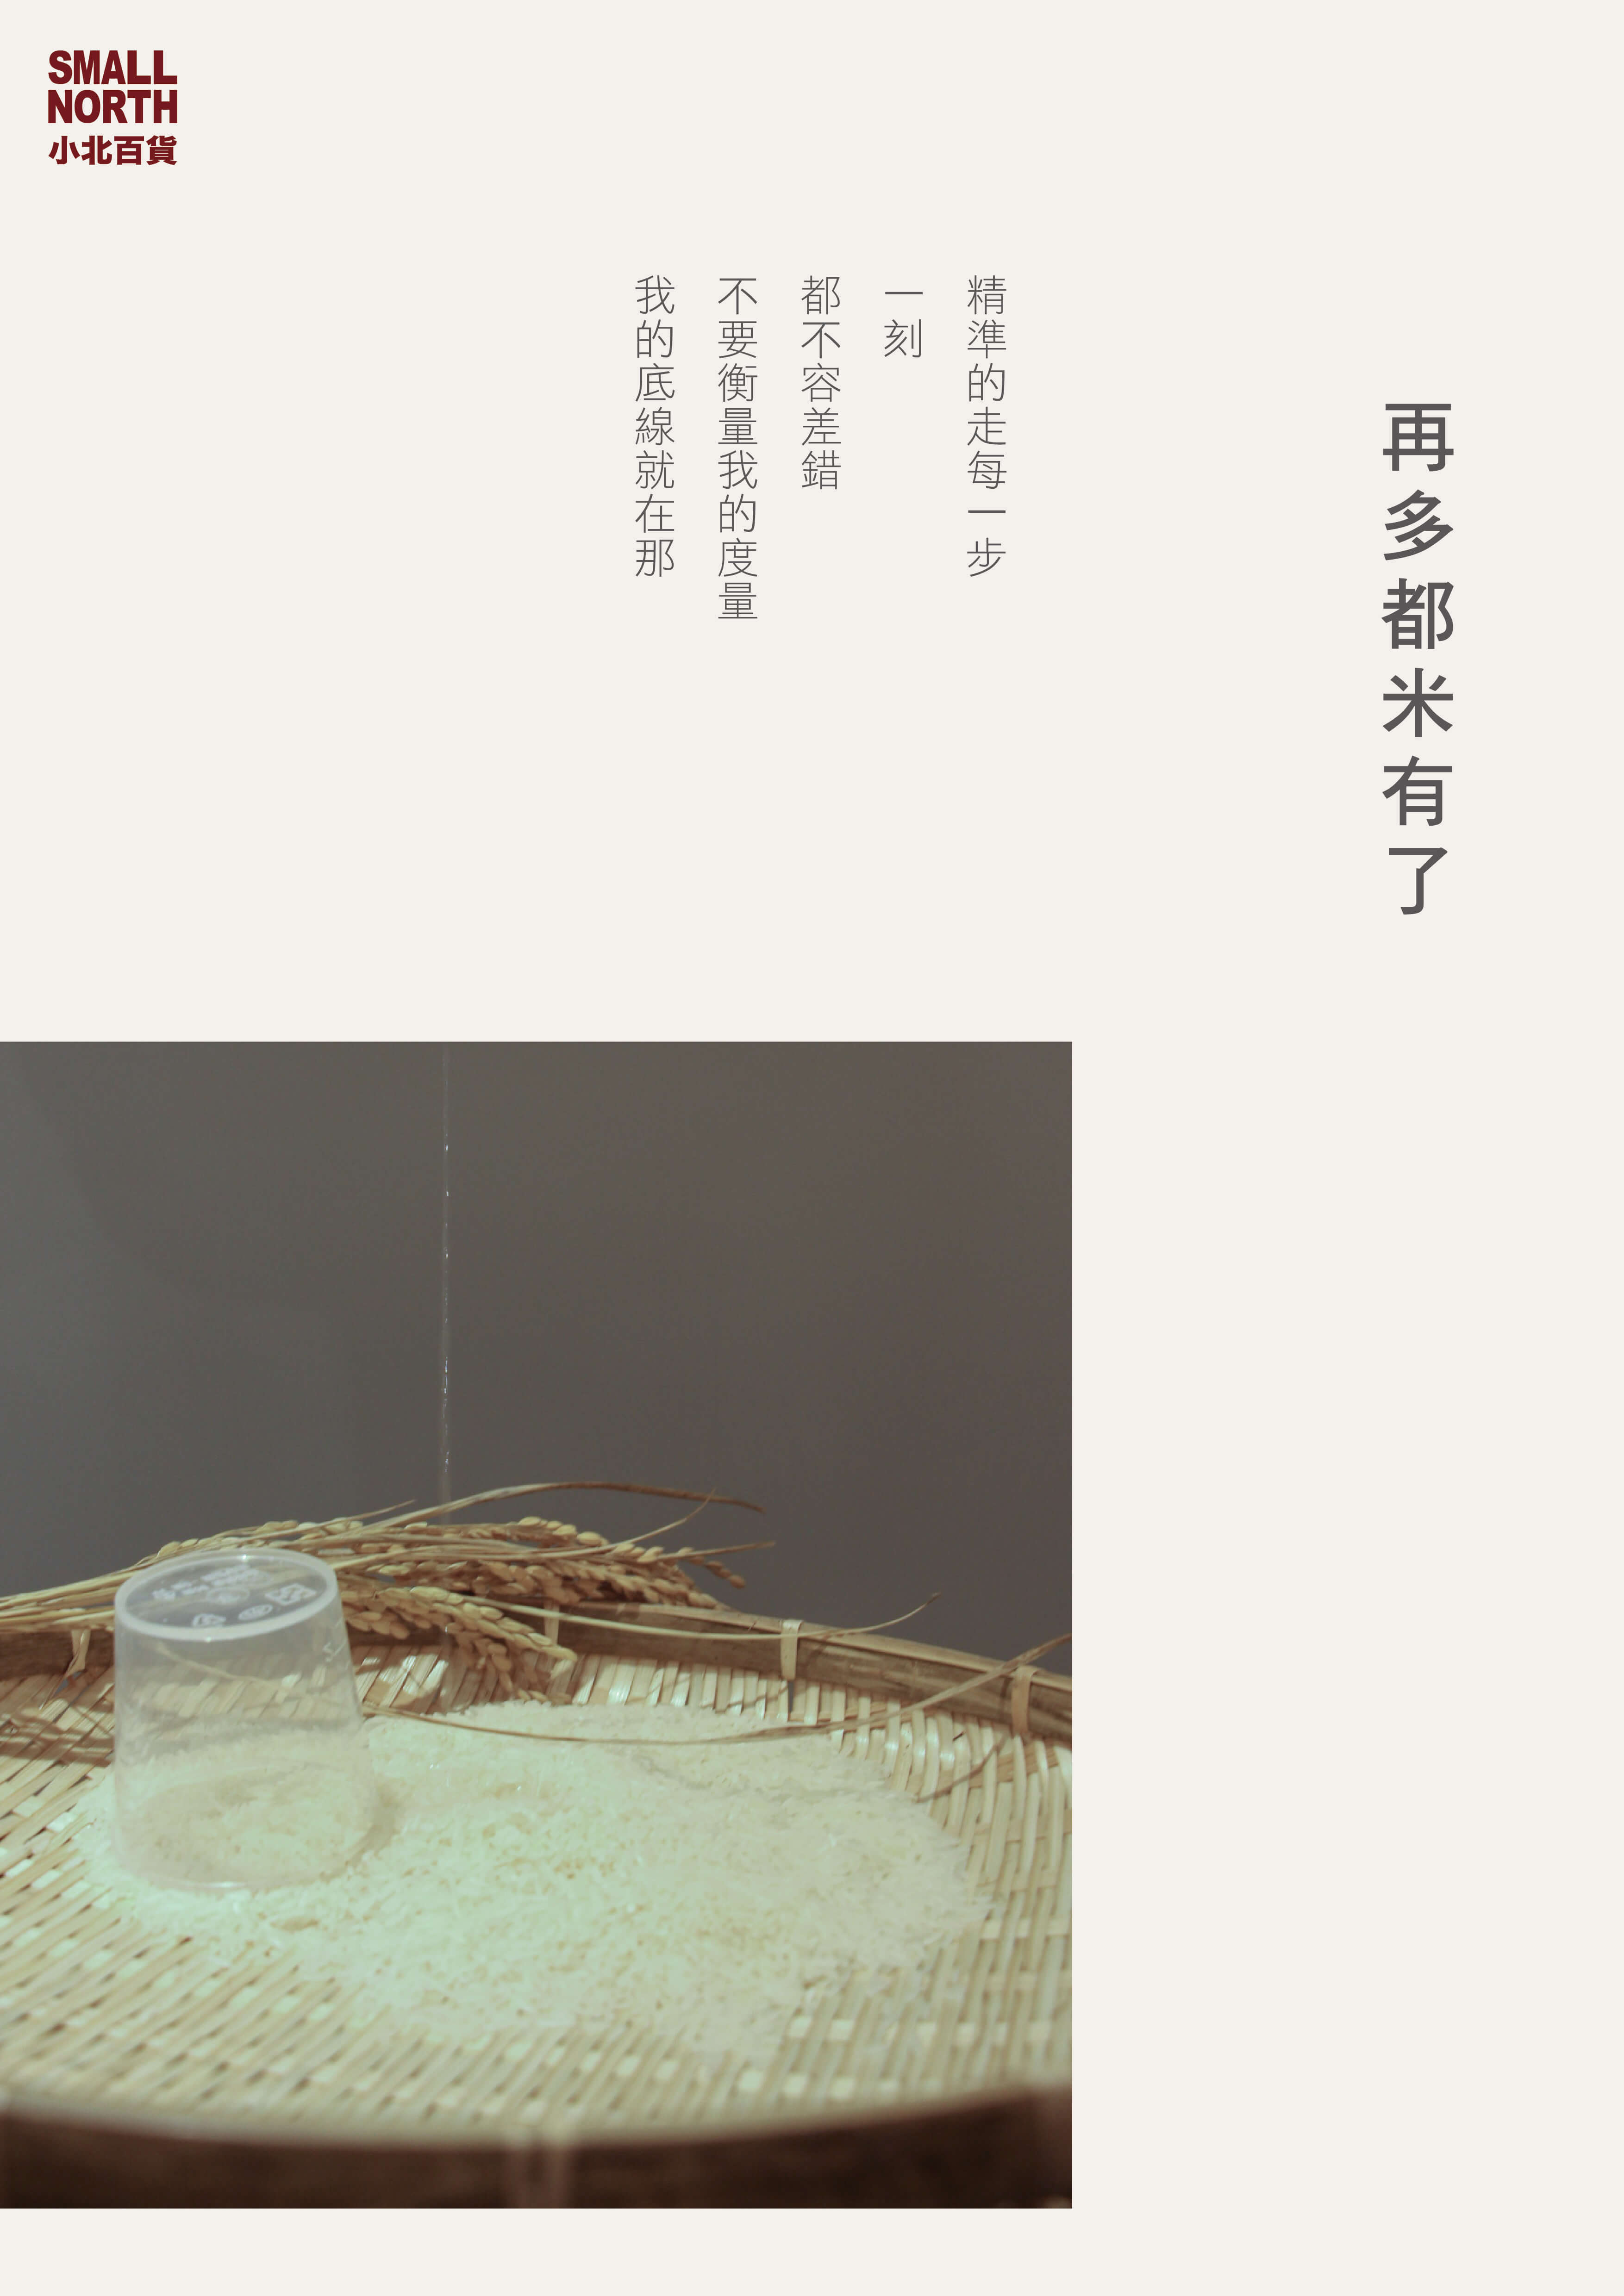 SMALL
NORTH
小北百貨
再多都米有了
精準的走每一步
一刻
都不容差錯
不要衡量我的度量
我的底線就在那